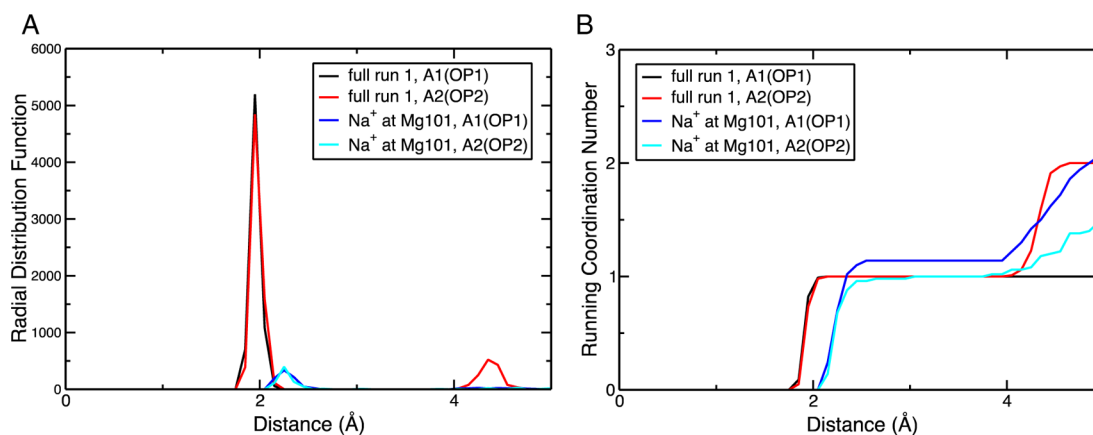 A
Radial Distribution Function
6000
5000
4000
3000
2000
1000
0
full run 1, A1(OP1)
full run 1, A2(OP2)
Na+ at Mg101, A1(OP1)
Na+ at Mg101, A2(OP2)
0 2 4
Distance (Å)
B
Running Coordination Number
3
2
1
0
full run 1, A1(OP1)
full run 1, A2(OP2)
Na+ at Mg101, A1(OP1)
Na+ at Mg101, A2(OP2)
0 2 4
Distance (Å)